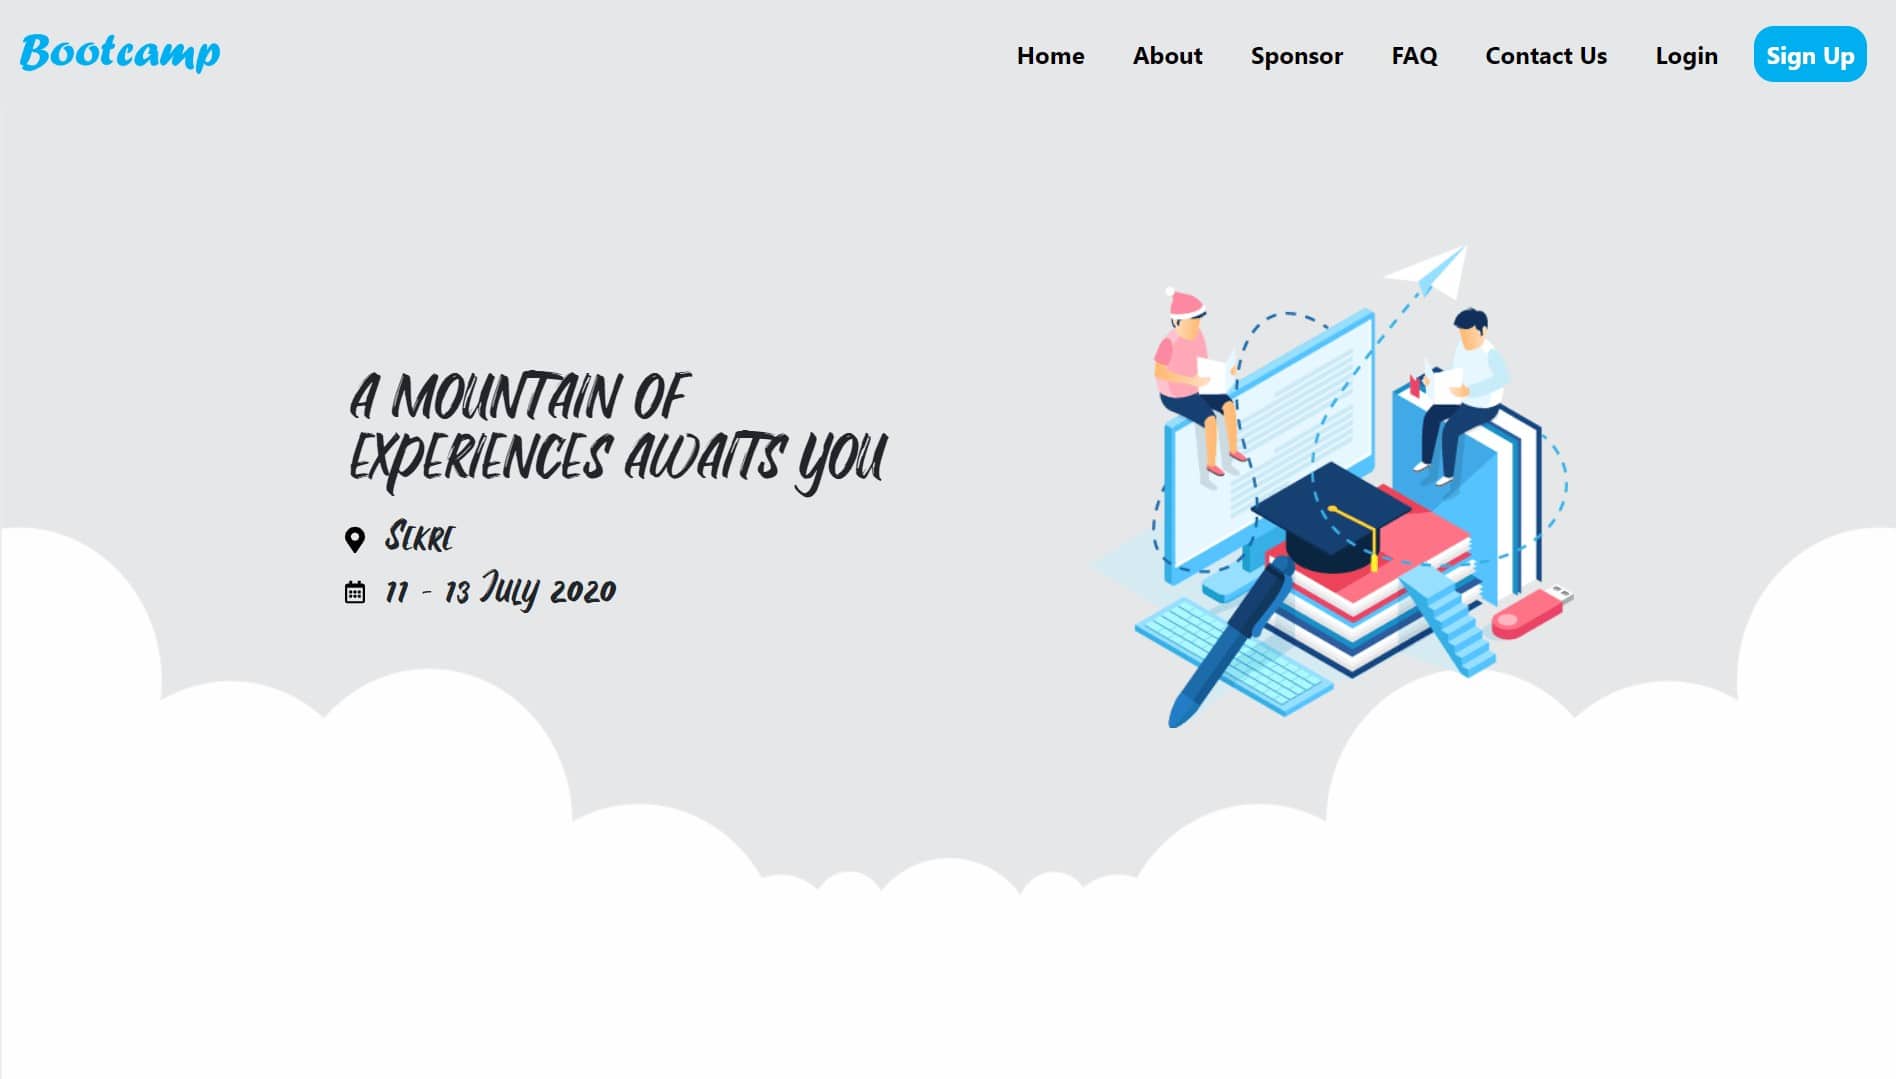 Bootcamp
Home About Sponsor FAQ Contact Us Login Sign Up
A MOUNTAIN OF
EXPERIENCES AWAITS YOU
SEKRE
11 - 13 JULY 2020